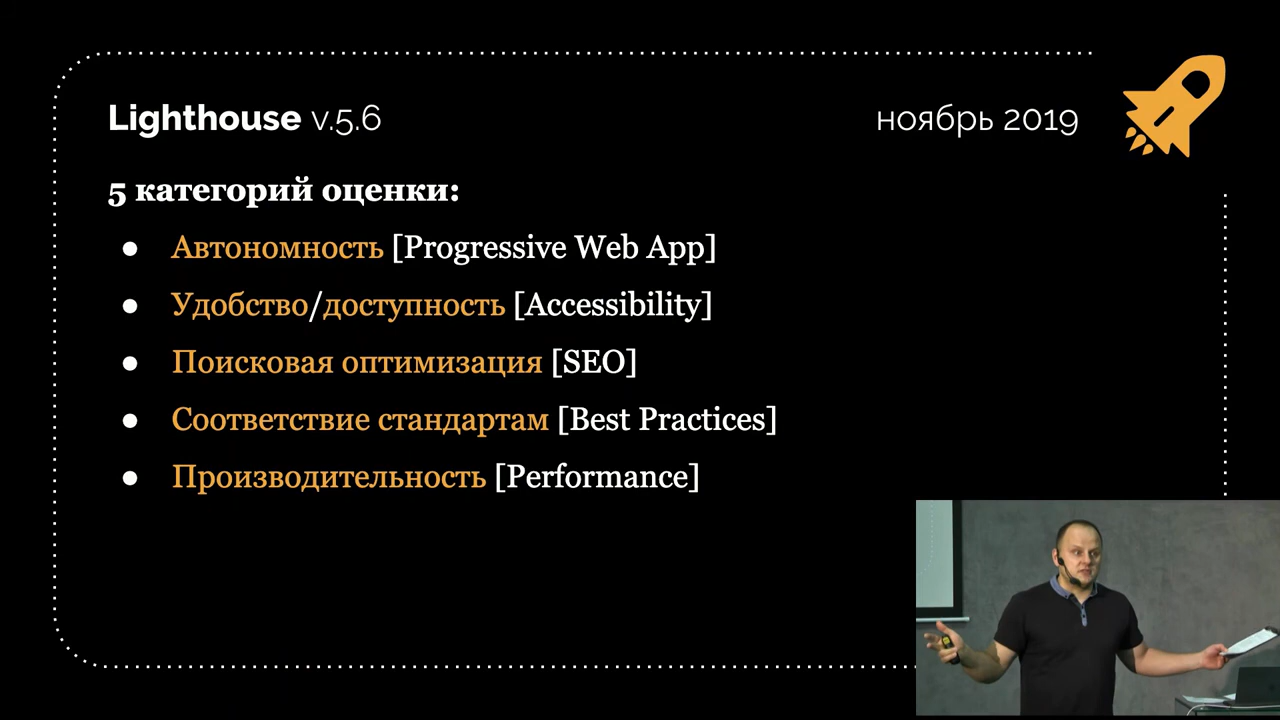 Lighthouse v.5.6
ноябрь 2019
5 категорий оценки:
● Автономность [Progressive Web App]
● Удобство/доступность [Accessibility]
● Поисковая оптимизация [SEO]
● Соответствие стандартам [Best Practices]
● Производительность [Performance]